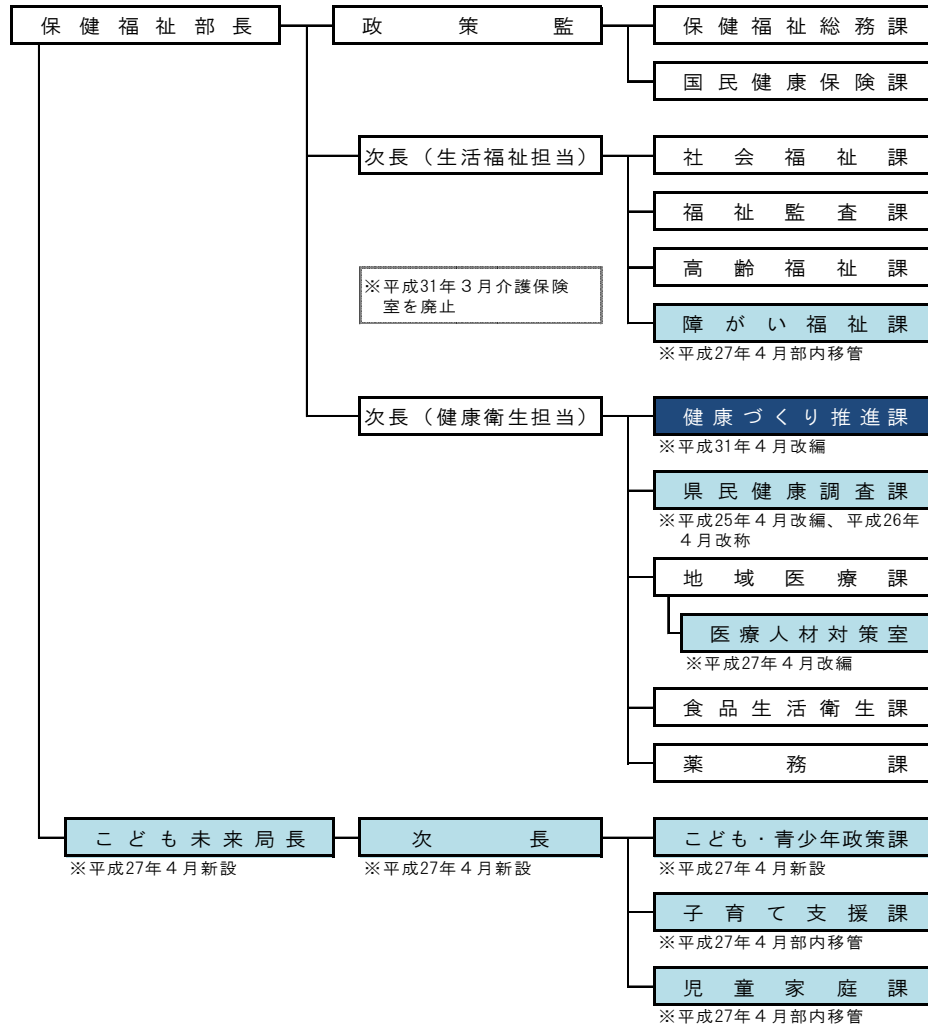 保健福祉部長
政策監
保健福祉総務課
国民健康保険課
次長（生活福祉担当）
社会福祉課
福祉監査課
高齢福祉課
※平成31年３月介護保険
室を廃止
障がい福祉課
※平成27年４月部内移管
次長（健康衛生担当）
健康づくり推進課
※平成31年４月改編
県民健康調査課
※平成25年４月改編、平成26年
４月改称
地域医療課
医療人材対策室
※平成27年４月改編
食品生活衛生課
薬務課
こども未来局長
※平成27年４月新設
次長
※平成27年４月新設
こども・青少年政策課
※平成27年４月新設
子育て支援課
※平成27年４月部内移管
児童家庭課
※平成27年４月部内移管